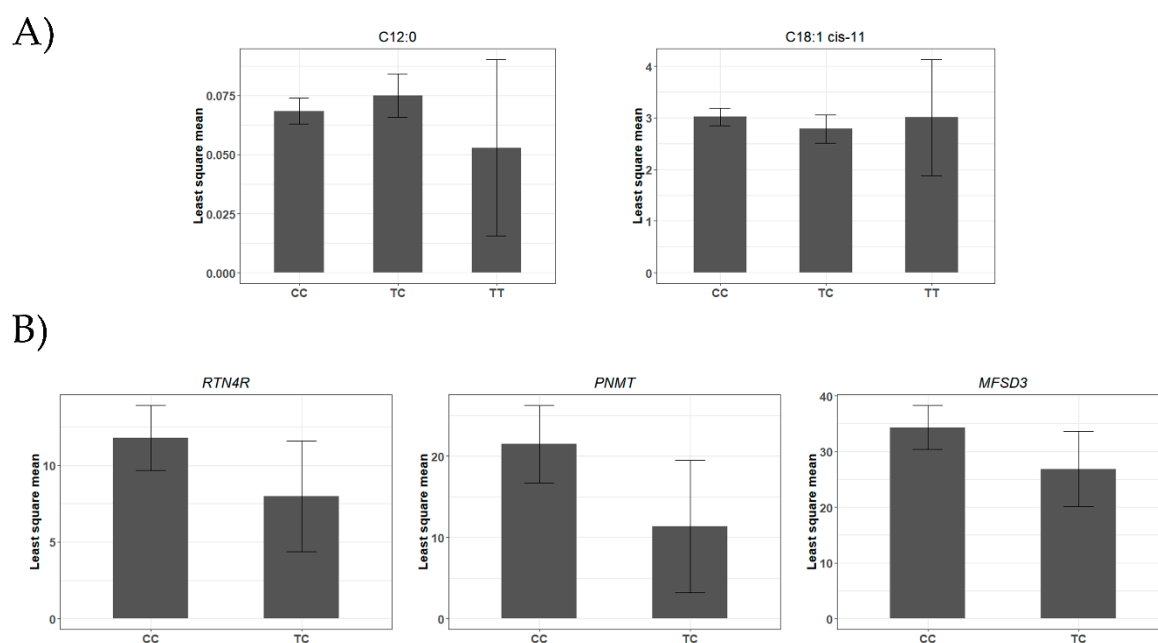 A)
C12:0
C18:1 cis-11
Least square mean
0.075
0.050
0.025
0.000
CC
TC
TT
Least square mean
4
3
2
1
0
CC
TC
TT
B)
RTN4R
PNMT
MFSD3
Least square mean
10
5
0
CC
TC
Least square mean
20
10
0
CC
TC
Least square mean
40
30
20
10
0
CC
TC